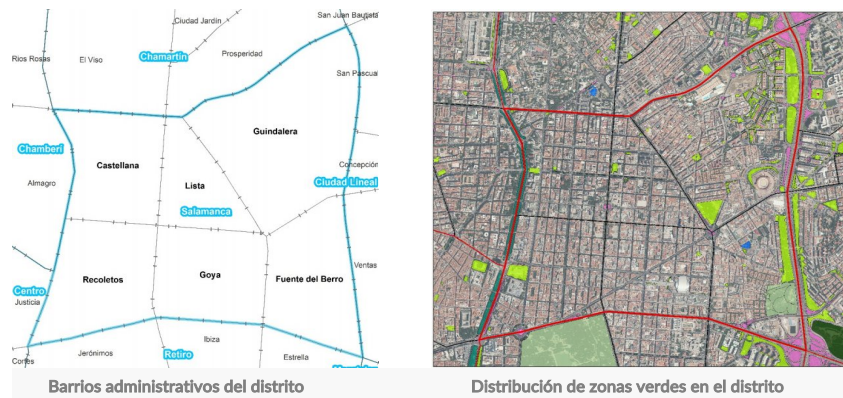 San Juan Bautista
Ciudad Jardín
Chamartín
Prosperidad
Rios Rosas
El Viso
San Pascual
Guindalera
Chamberí
Castellana
Concepción
Almagro
Lista
Ciudad Lineal
Salamanca
Ventas
Recoletos
Goya
Fuente del Berro
Centro
Justicia
Ibiza
Cortes
Jerónimos
Retiro
Estrella
Barrios administrativos del distrito
Distribución de zonas verdes en el distrito